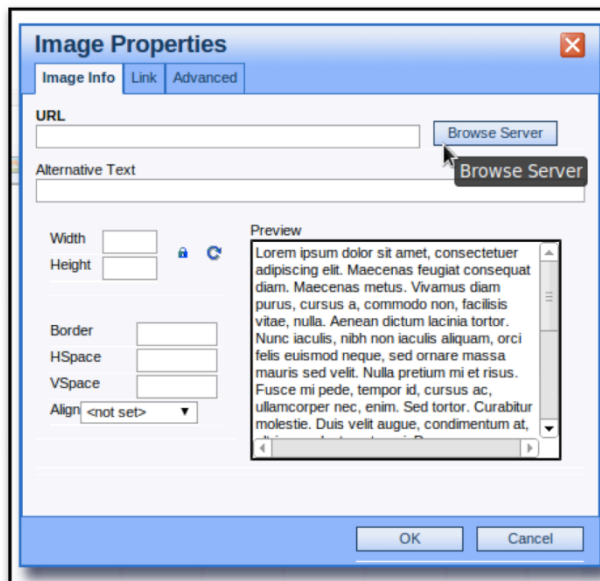 Image Properties
Image Info Link Advanced
URL
Browse Server
Browse Server
Alternative Text
Width
Height
Border
HSpace
VSpace
Align <not set>
Preview
Lorem ipsum dolor sit amet, consectetuer
adipiscing elit. Maecenas feugiat consequat
diam. Maecenas metus. Vivamus diam
purus, cursus a, commodo non, facilisis
vitae, nulla. Aenean dictum lacinia tortor.
Nunc iaculis, nibh non iaculis aliquam, orci
felis euismod neque, sed ornare massa
mauris sed velit. Nulla pretium mi et risus.
Fusce mi pede, tempor id, cursus ac,
ullamcorper nec, enim. Sed tortor. Curabitur
molestie. Duis velit augue, condimentum at,
OK Cancel